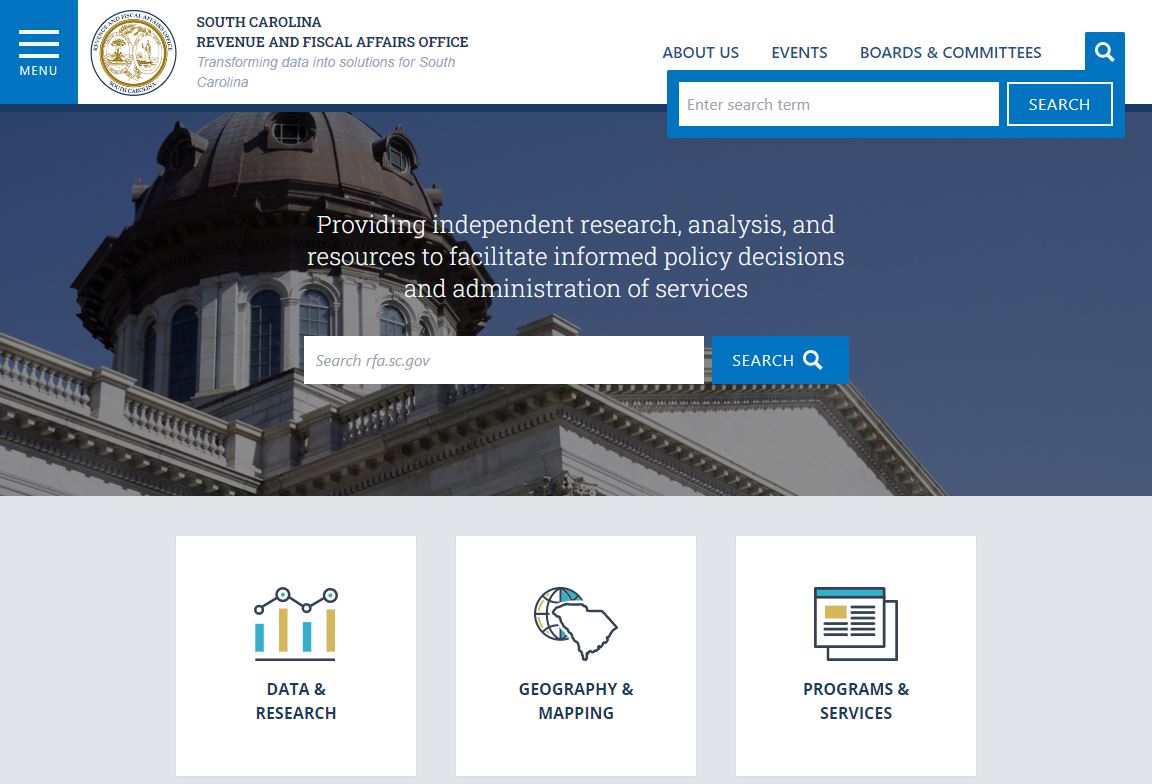 MENU
REVENUE AND FISCAL AFFAIRS OFFICE
SOUTH CAROLINA
SOUTH CAROLINA
REVENUE AND FISCAL AFFAIRS OFFICE
Transforming data into solutions for South
Carolina
ABOUT US EVENTS BOARDS & COMMITTEES
Enter search term SEARCH
Providing independent research, analysis, and
resources to facilitate informed policy decisions
and administration of services
Search rfa.sc.gov SEARCH
DATA &
RESEARCH
GEOGRAPHY &
MAPPING
PROGRAMS &
SERVICES